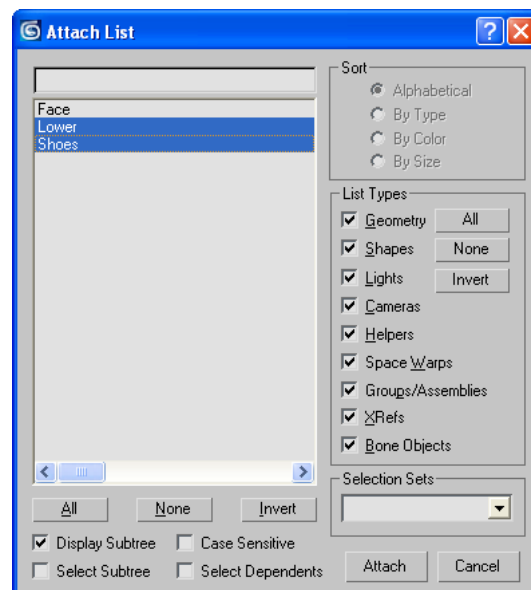 Attach List
Face
Lower
Shoes
All None Invert
Display Subtree Case Sensitive
Select Subtree Select Dependents
Sort
Alphabetical
By Type
By Color
By Size
List Types
Geometry All
Shapes None
Lights Invert
Cameras
Helpers
Space Warps
Groups/Assemblies
XRefs
Bone Objects
Selection Sets
Attach Cancel